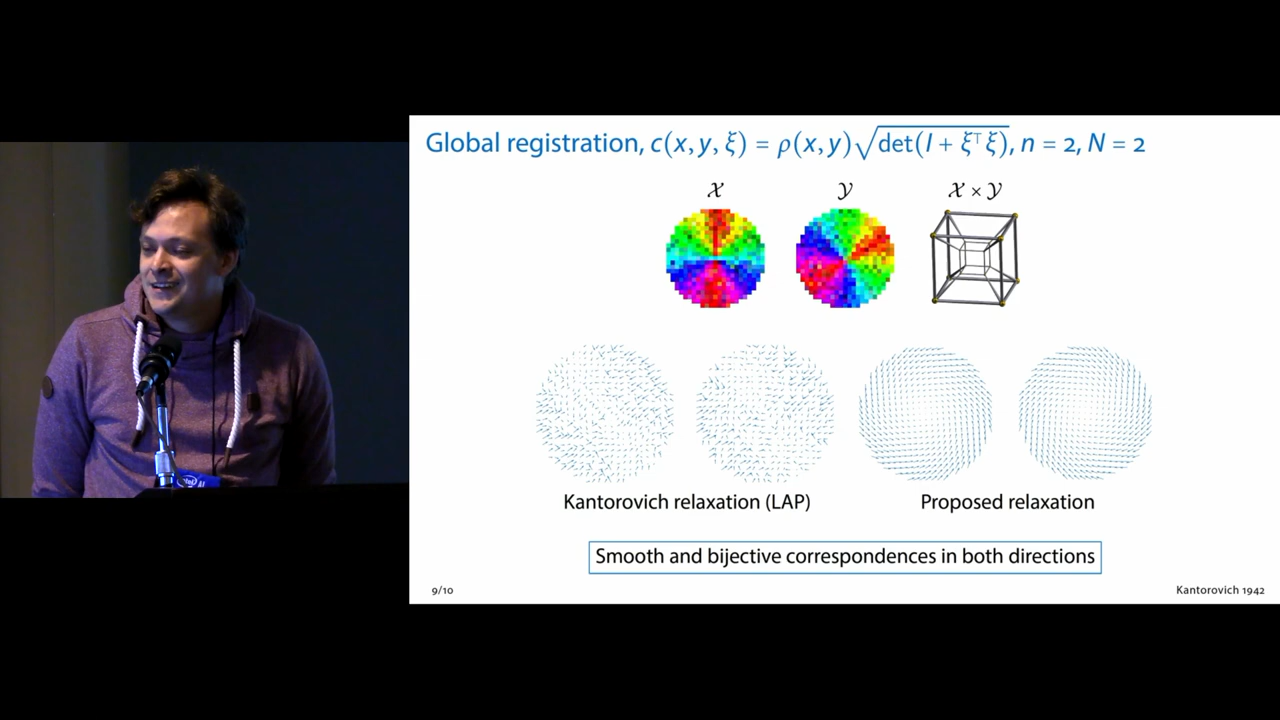 Global registration, c(x, y, ξ) = ρ(x, y)√det(I + ξ⊤ξ), n = 2, N = 2
𝒳 𝒴 𝒳 × 𝒴
Kantorovich relaxation (LAP) Proposed relaxation
Smooth and bijective correspondences in both directions
9/10 Kantorovich 1942